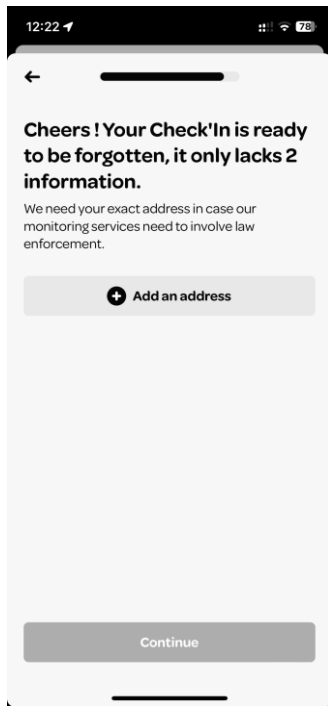 12:22
78
Cheers ! Your Check'In is ready
to be forgotten, it only lacks 2
information.
We need your exact address in case our
monitoring services need to involve law
enforcement.
Add an address
Continue